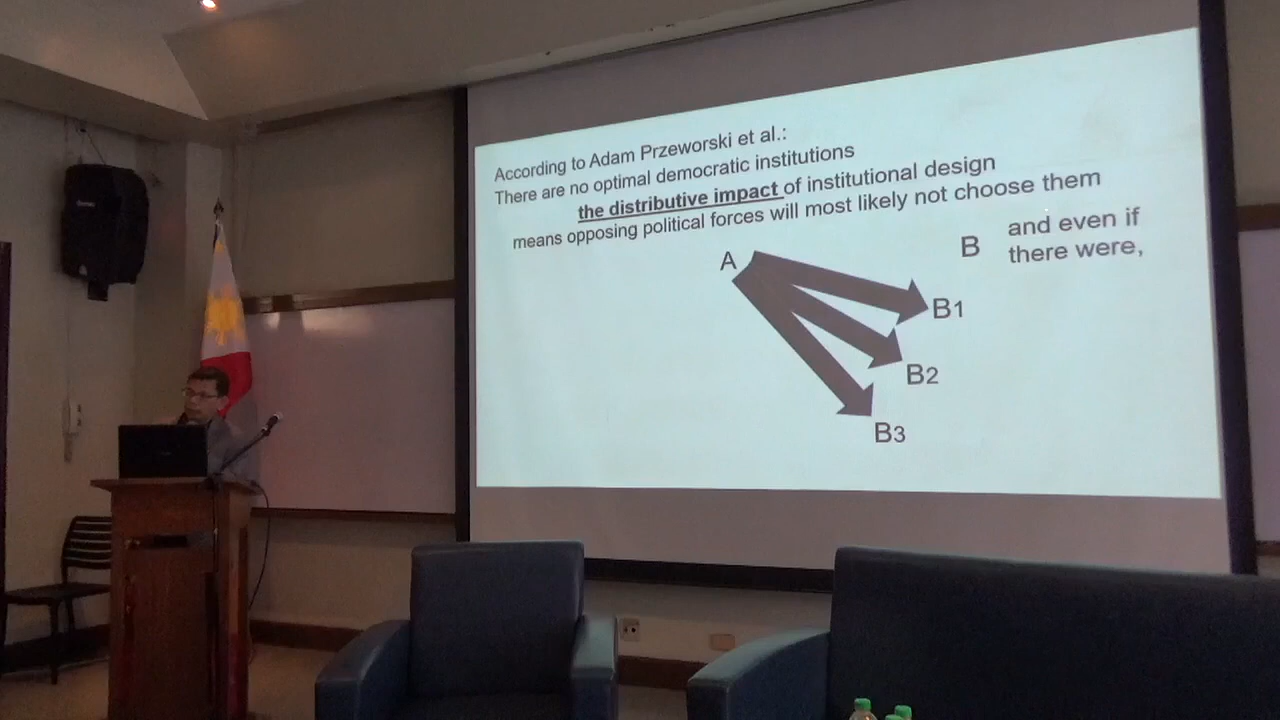 According to Adam Przeworski et al.:
There are no optimal democratic institutions
the distributive impact of institutional design
means opposing political forces will most likely not choose them
A
B
and even if
there were,
B1
B2
B3